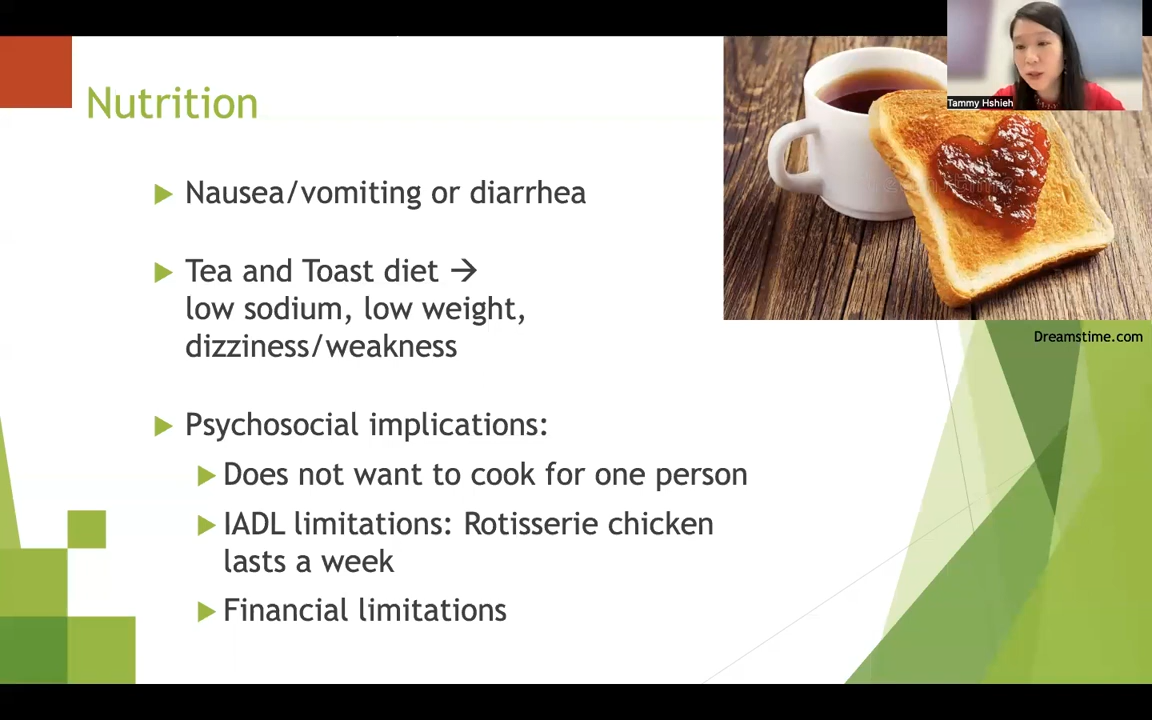 Tammy Hshieh
Nutrition
Nausea/vomiting or diarrhea
Tea and Toast diet →
low sodium, low weight,
dizziness/weakness
Psychosocial implications:
Does not want to cook for one person
IADL limitations: Rotisserie chicken
lasts a week
Financial limitations
Dreamstime.com